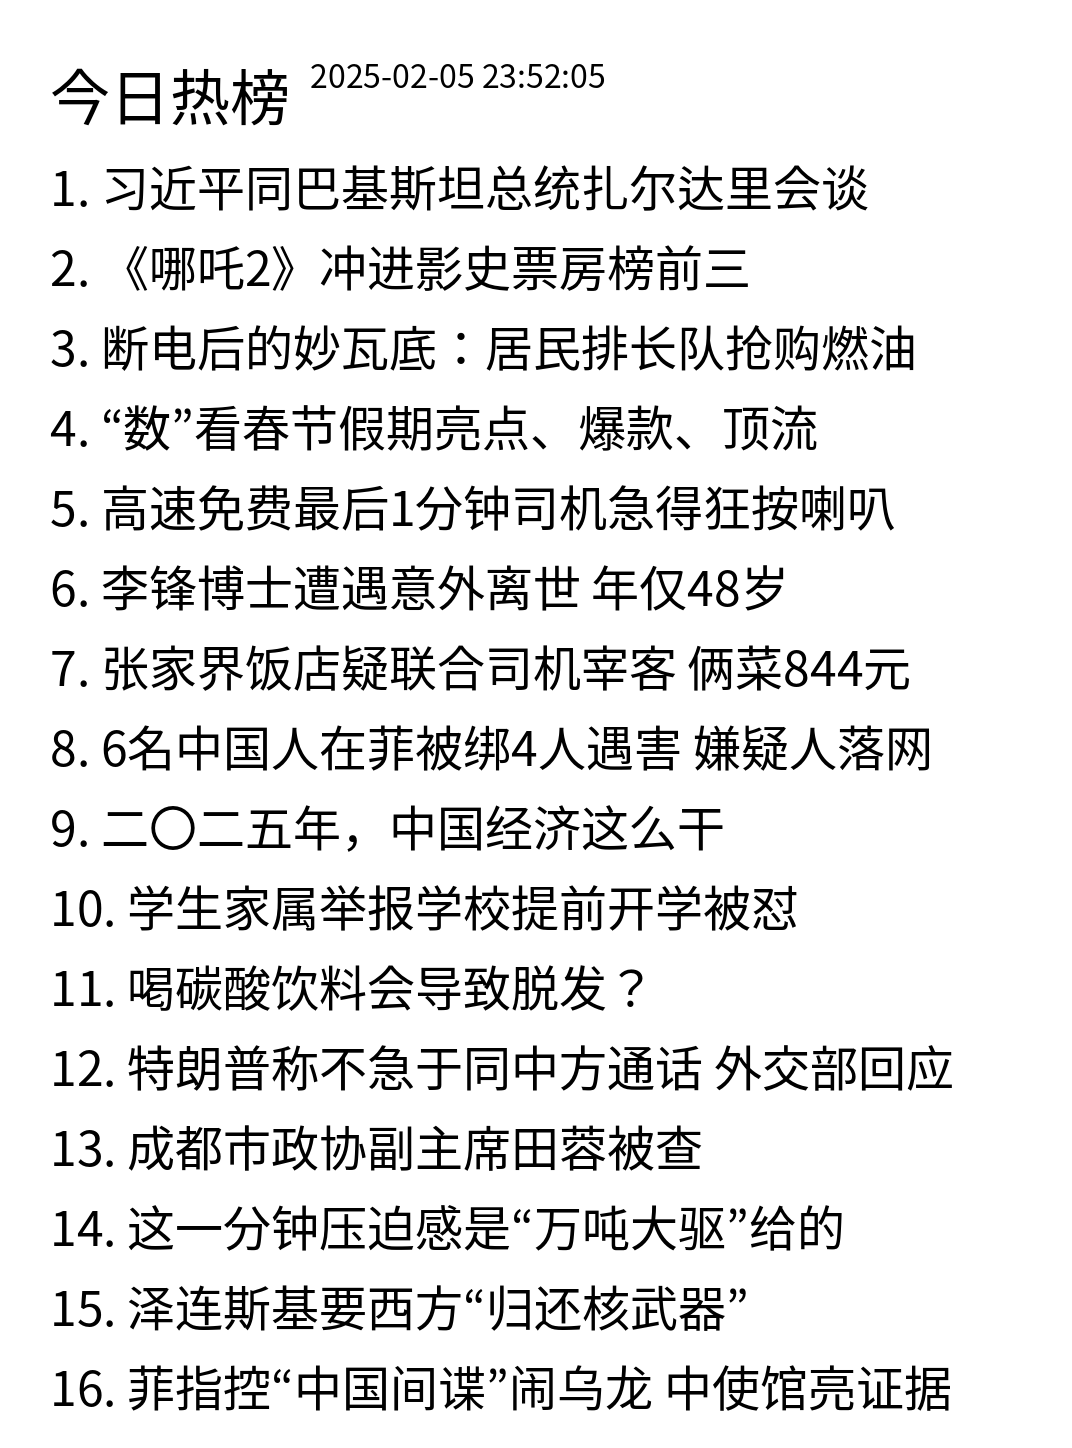 今日热榜 2025-02-05 23:52:05
1. 习近平同巴基斯坦总统扎尔达里会谈
2. 《哪吒2》冲进影史票房榜前三
3. 断电后的妙瓦底：居民排长队抢购燃油
4. “数”看春节假期亮点、爆款、顶流
5. 高速免费最后1分钟司机急得狂按喇叭
6. 李锋博士遭遇意外离世 年仅48岁
7. 张家界饭店疑联合司机宰客 俩菜844元
8. 6名中国人在菲被绑4人遇害 嫌疑人落网
9. 二〇二五年，中国经济这么干
10. 学生家属举报学校提前开学被怼
11. 喝碳酸饮料会导致脱发？
12. 特朗普称不急于同中方通话 外交部回应
13. 成都市政协副主席田蓉被查
14. 这一分钟压迫感是“万吨大驱”给的
15. 泽连斯基要西方“归还核武器”
16. 菲指控“中国间谍”闹乌龙 中使馆亮证据